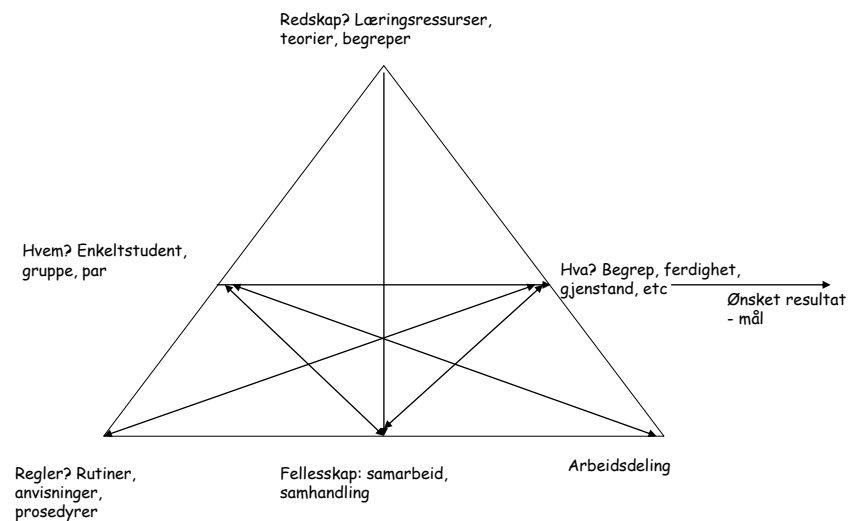 Redskap? Læringsressurser,
teorier, begreper
Hvem? Enkeltstudent,
gruppe, par
Hva? Begrep, ferdighet,
gjenstand, etc
Ønsket resultat
- mål
Regler? Rutiner,
anvisninger,
prosedyrer
Fellesskap: samarbeid,
samhandling
Arbeidsdeling